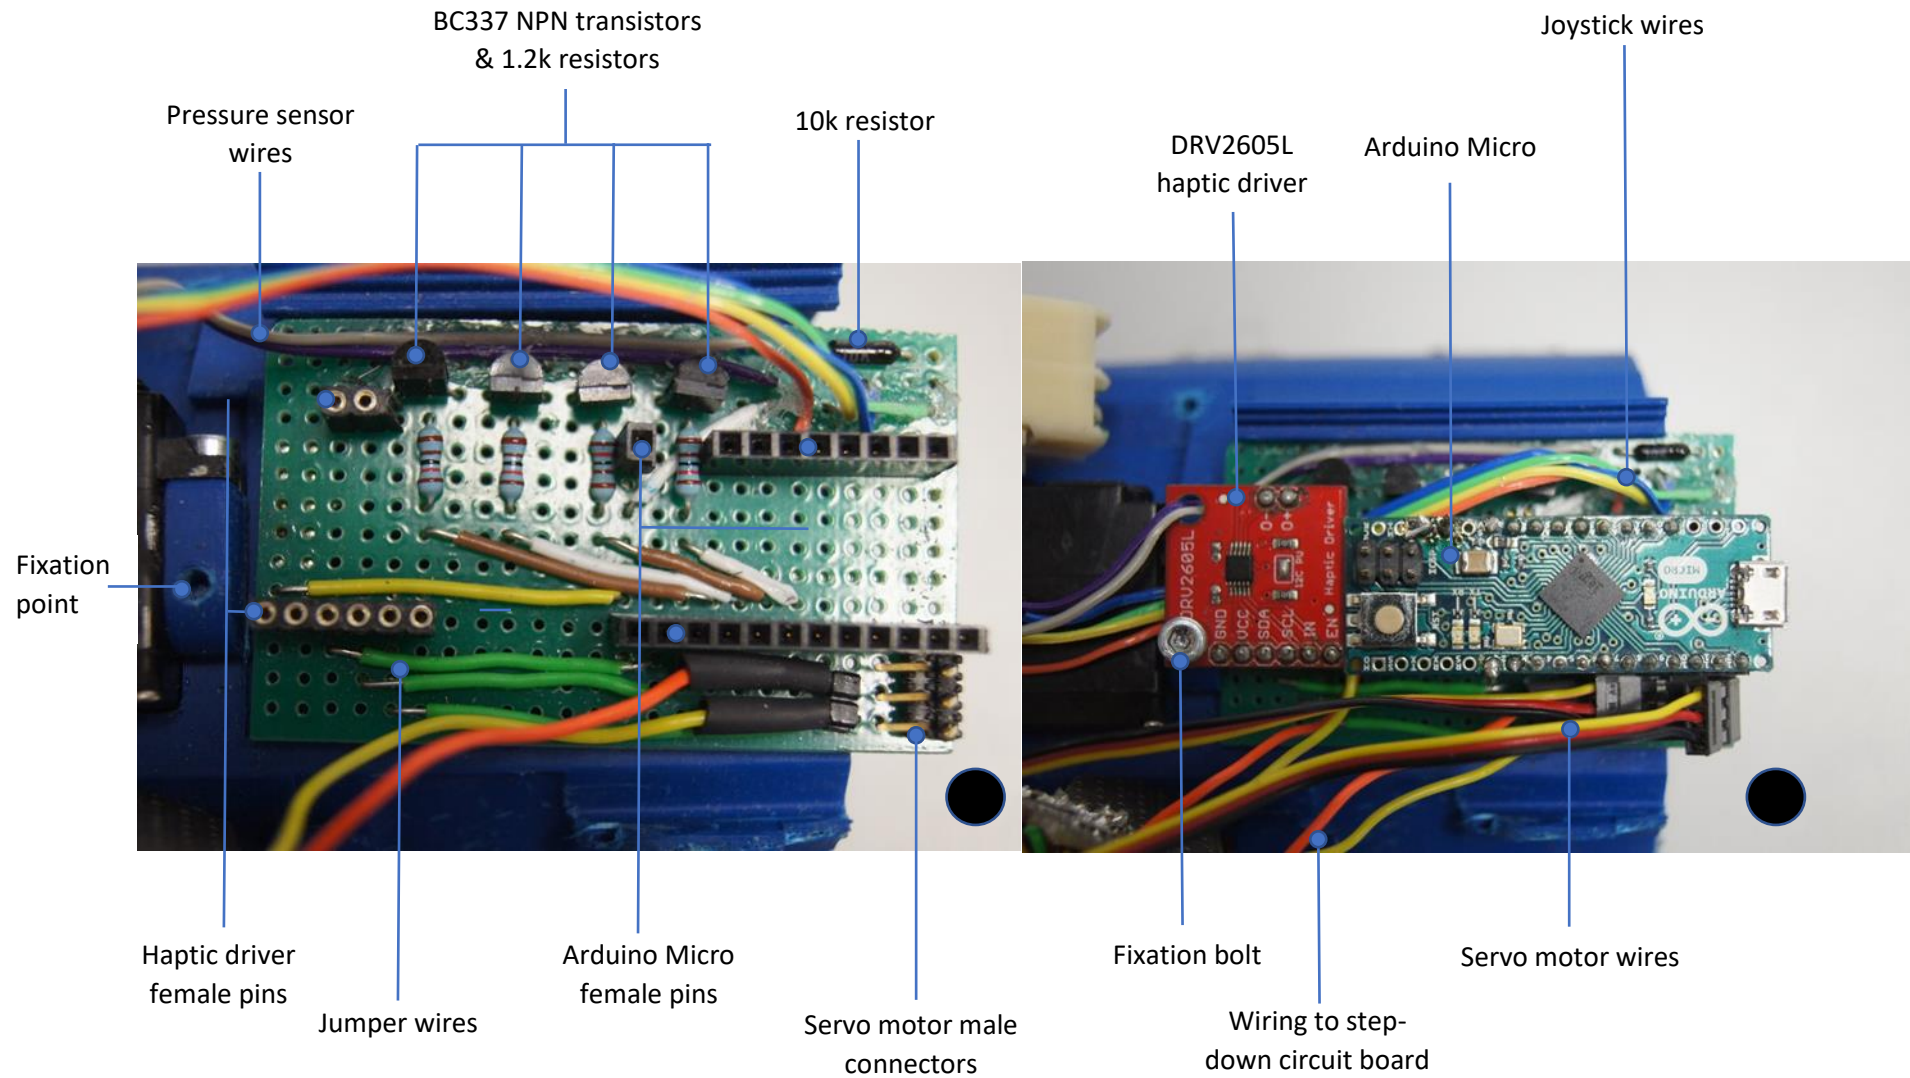 BC337 NPN transistors
& 1.2k resistors
Pressure sensor
wires
10k resistor
Fixation
point
Haptic driver
female pins
Jumper wires
Arduino Micro
female pins
Servo motor male
connectors
Joystick wires
DRV2605L
haptic driver
Arduino Micro
DRV2605L
O-
O+
I2C PU
Haptic Driver
GND
VCC
SDA
SCL
IN
EN
MICRO
ARDUINO
Fixation bolt
Servo motor wires
Wiring to step-
down circuit board